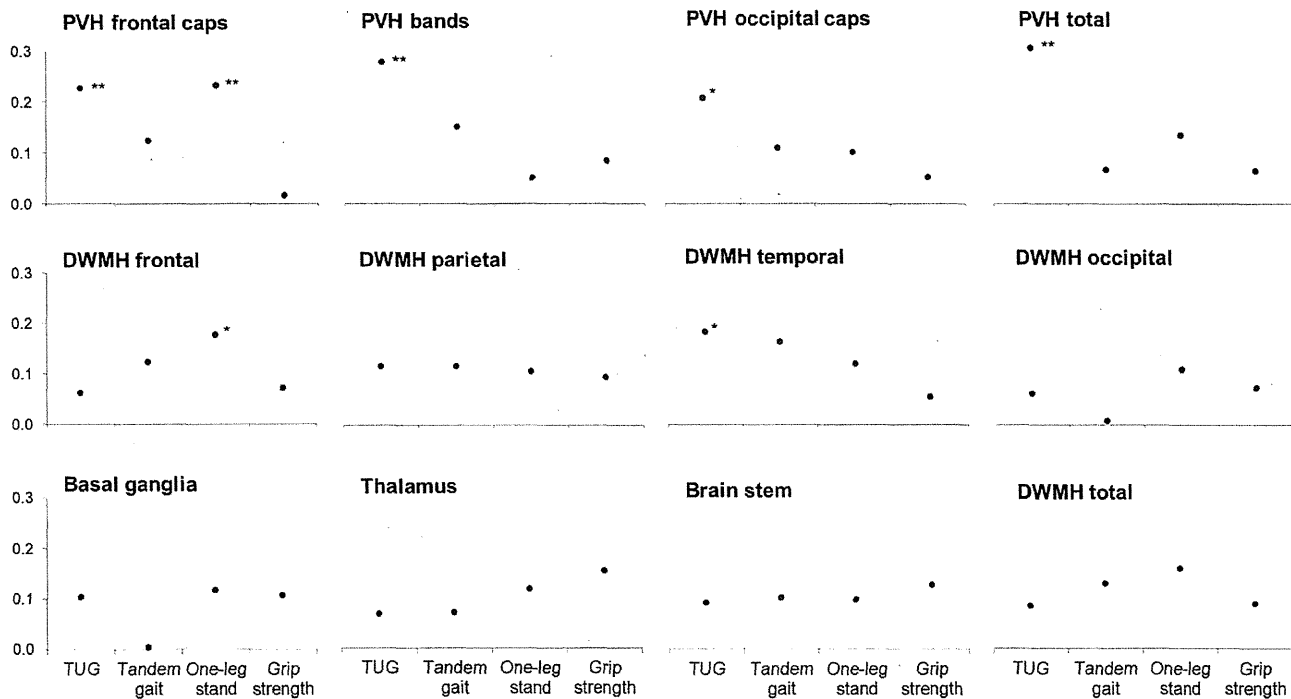 PVH frontal caps PVH bands PVH occipital caps PVH total
0.3
** ** * **
**
0.2
0.1
0.0
DWMH frontal DWMH parietal DWMH temporal DWMH occipital
0.3
0.2
* *
0.1
0.0
Basal ganglia Thalamus Brain stem DWMH total
0.3
0.2
0.1
0.0
TUG Tandem One-leg Grip TUG Tandem One-leg Grip TUG Tandem One-leg Grip TUG Tandem One-leg Grip
gait stand strength gait stand strength gait stand strength gait stand strength